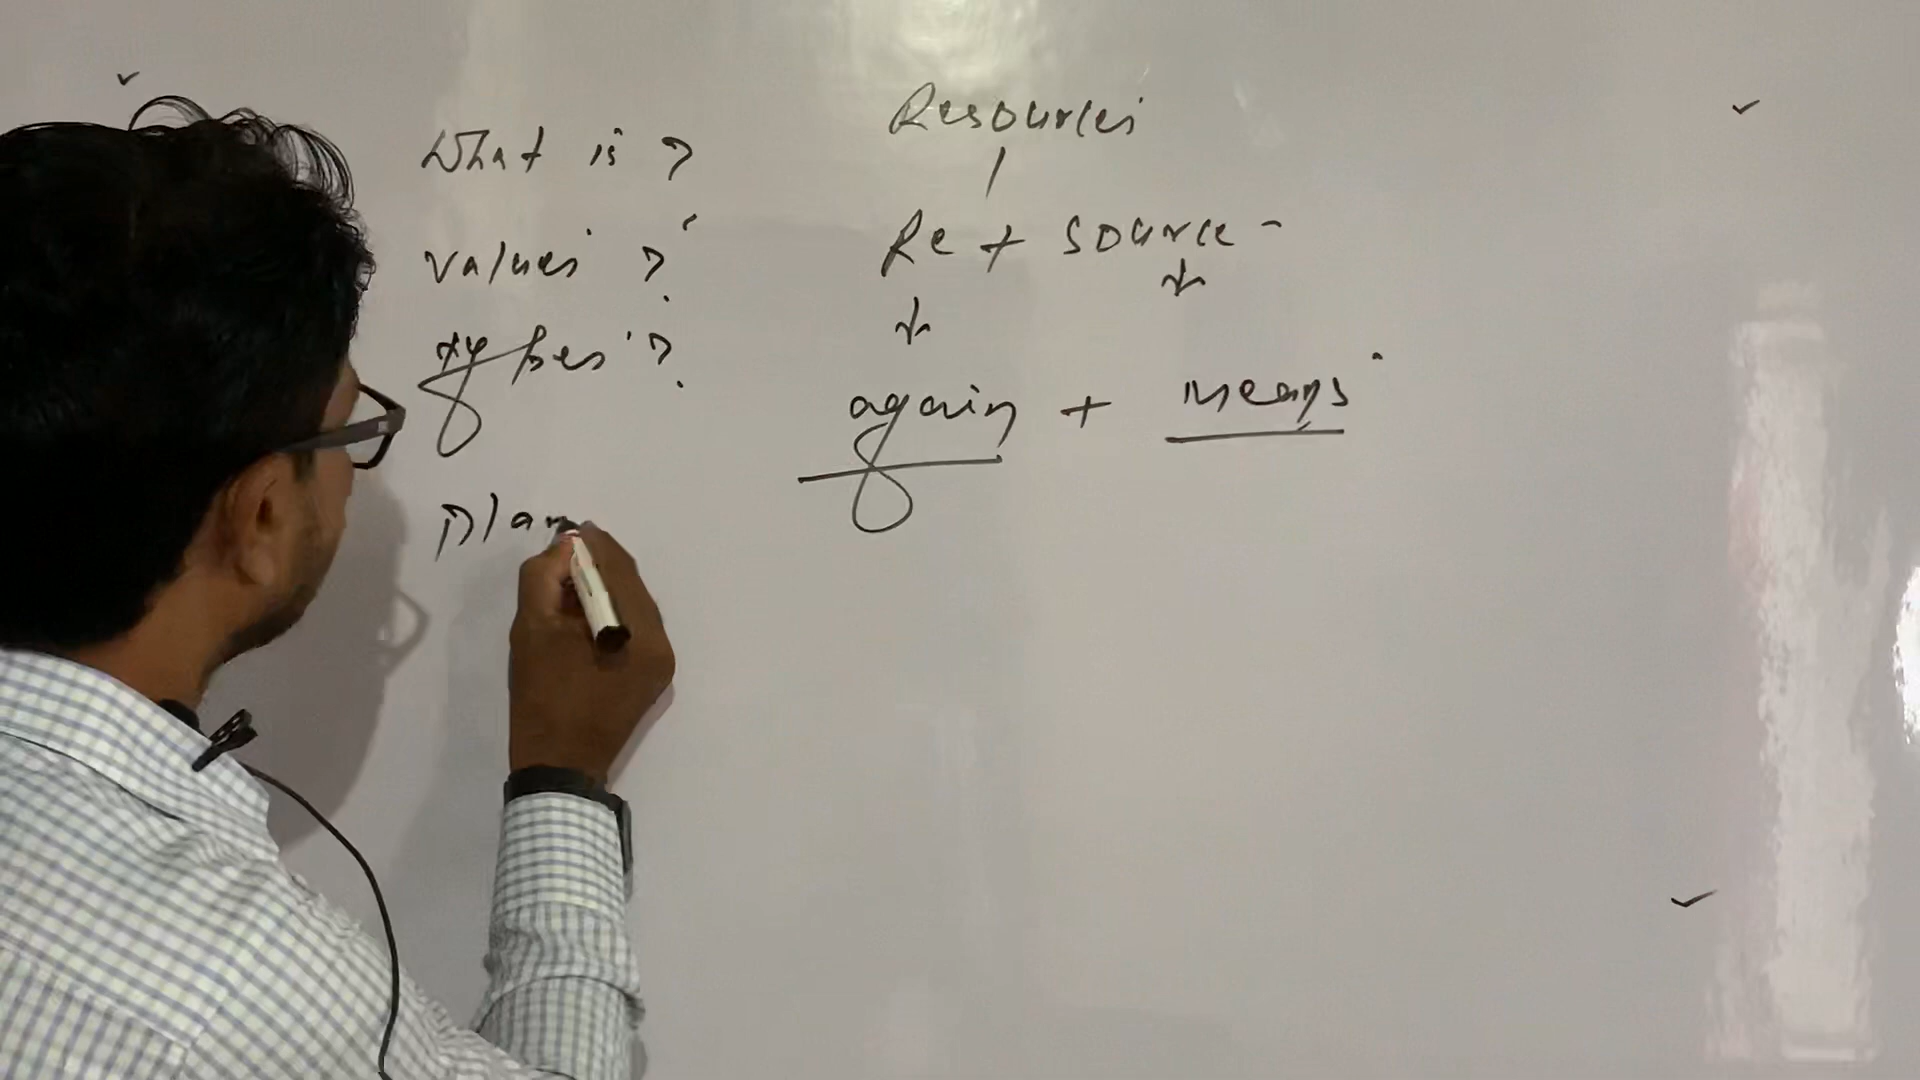 What is ?
Values ?
types ?
plan
Resources
Re + source
again + means